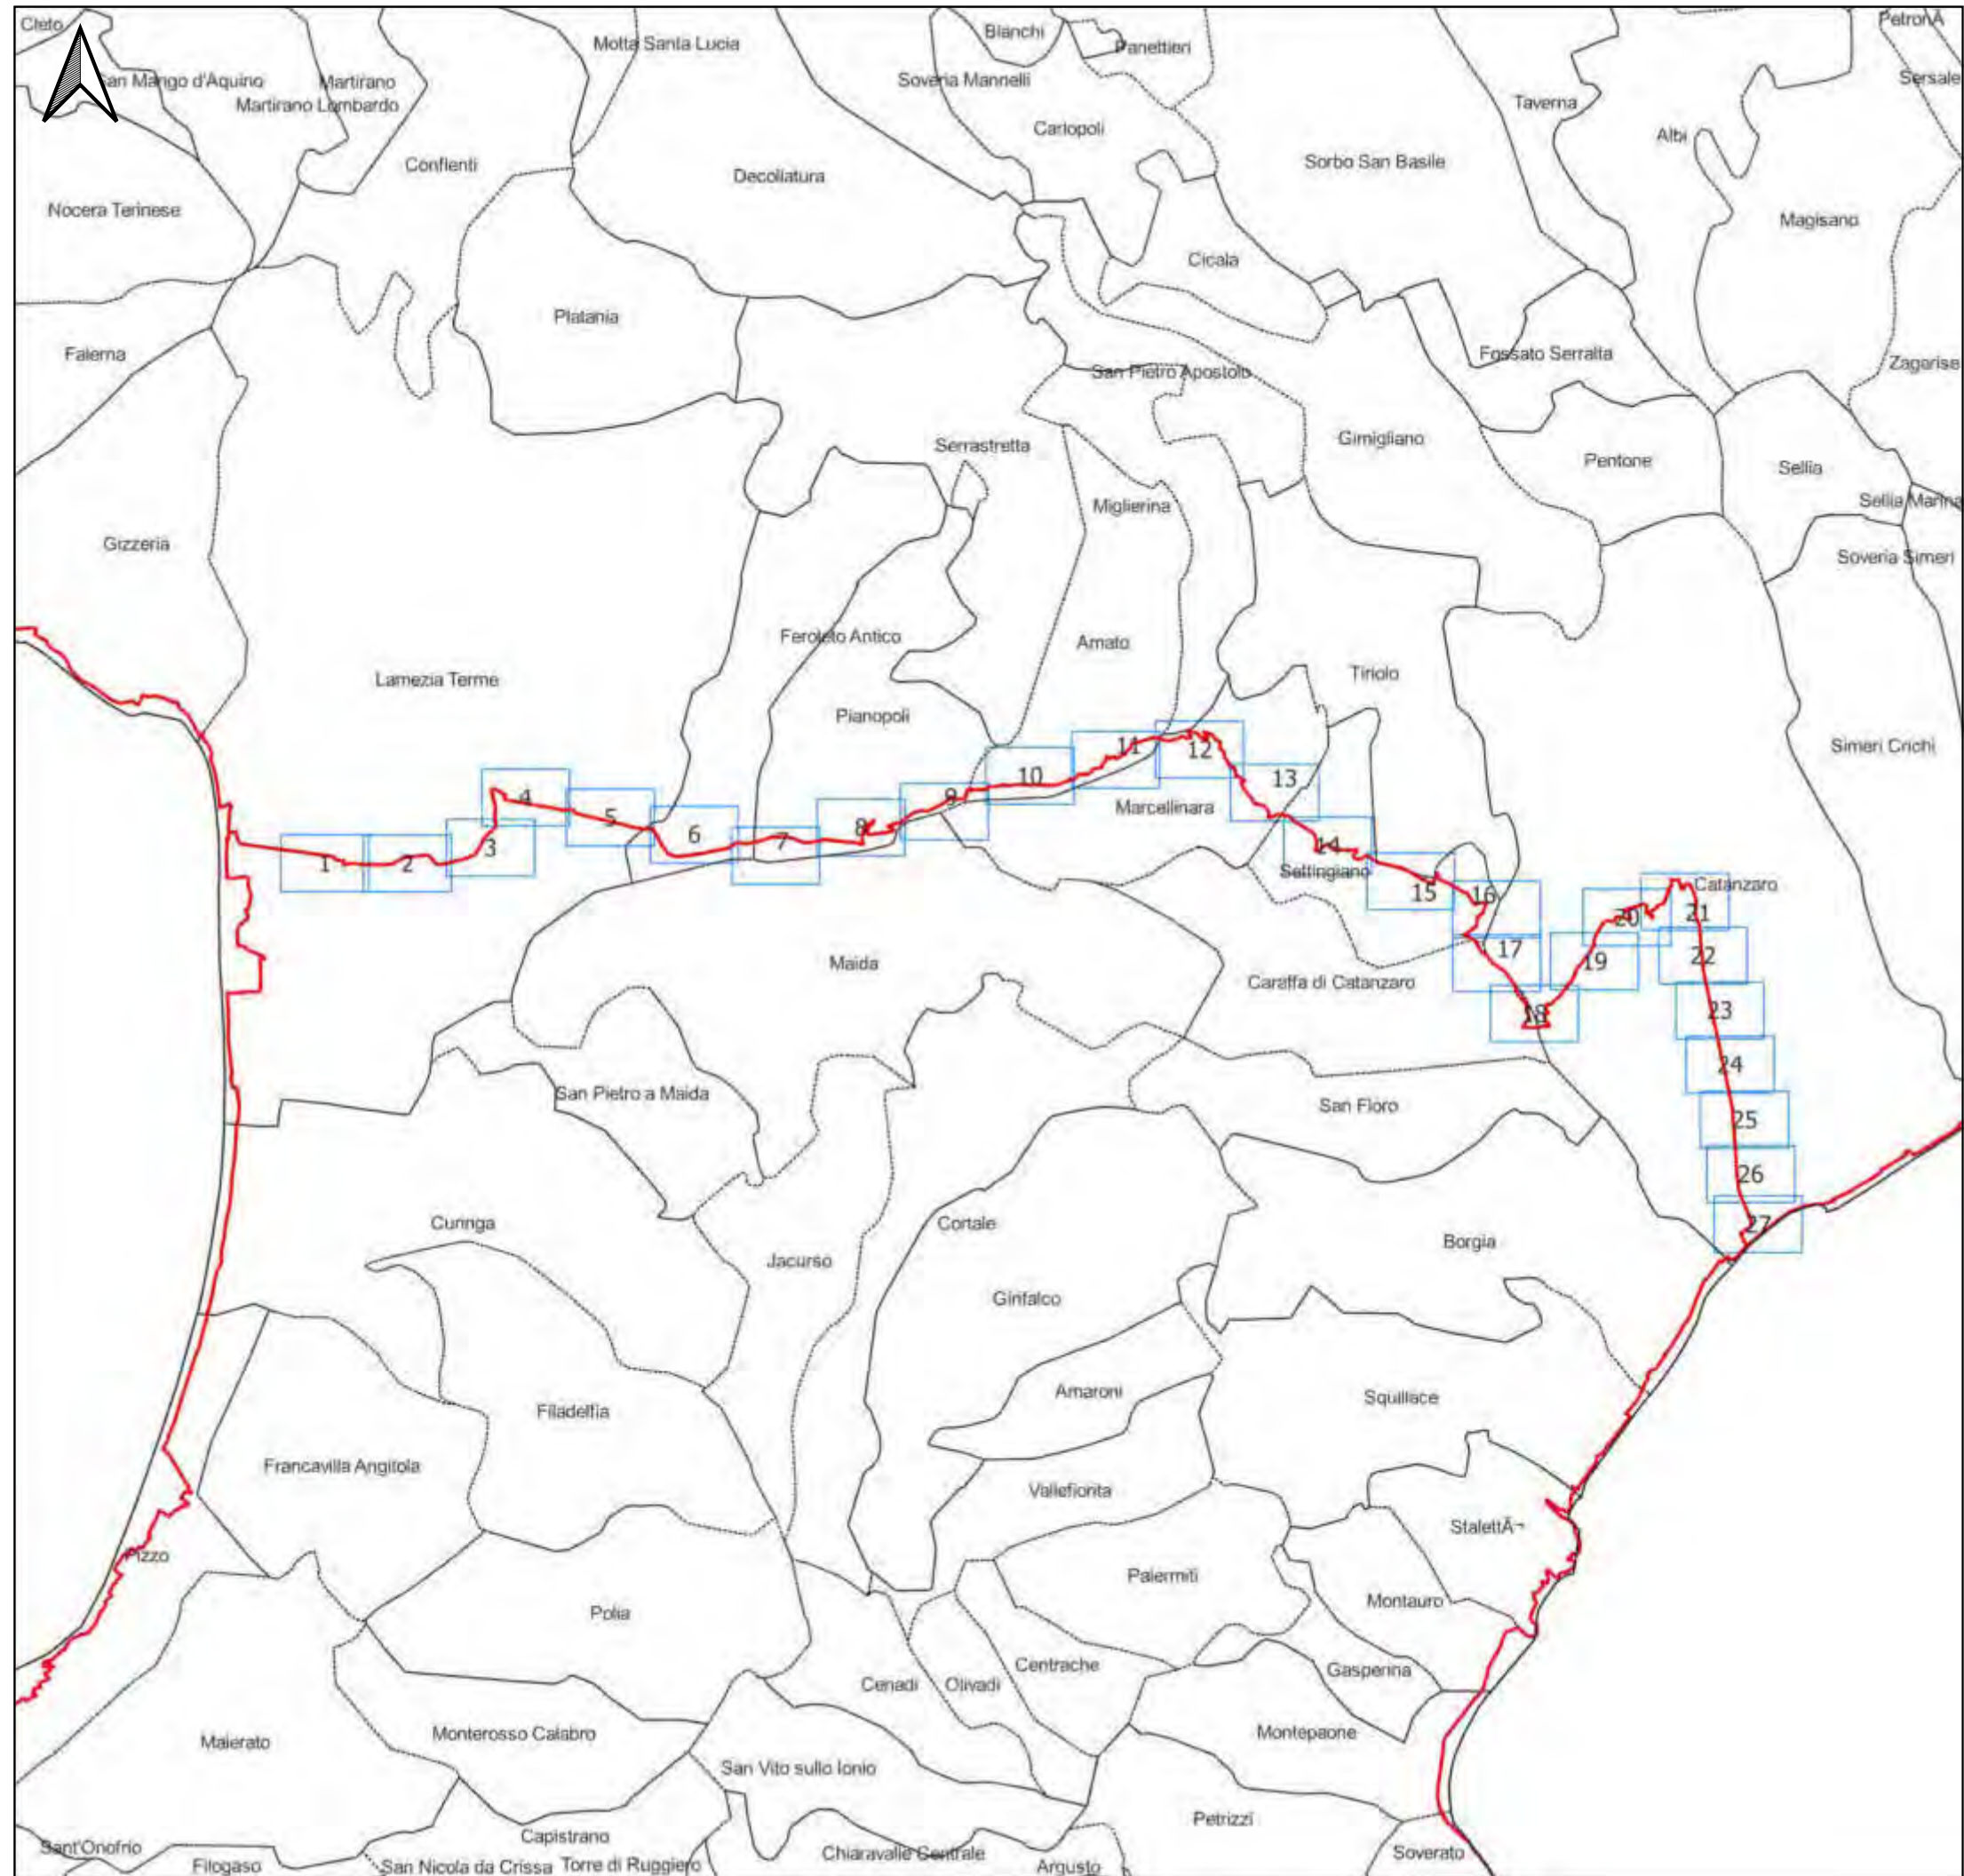 Cleto
Motta Santa Lucia
Bianchi
Panettieri
PetronÃ
San Mango d'Aquino
Martirano
Soveria Mannelli
Sersale
Martirano Lombardo
Taverna
Carlopoli
Albi
Conflenti
Decollatura
Sorbo San Basile
Nocera Terinese
Magisano
Cicala
Platania
Falerna
Fossato Serralta
Zagarise
San Pietro Apostolo
Serrastretta
Gimigliano
Pentone
Sellia
Miglierina
Sellia Marina
Gizzeria
Soveria Simeri
Feroleto Antico
Amato
Lamezia Terme
Tiriolo
Pianopoli
Simeri Crichi
Marcellinara
1
2
3
4
5
6
7
8
9
10
11
12
13
14
Settingiano
15
16
17
18
19
20
21
Catanzaro
22
23
24
25
26
27
Maida
Caraffa di Catanzaro
San Pietro a Maida
San Floro
Curinga
Cortale
Borgia
Jacurso
Girifalco
Amaroni
Squillace
Filadelfia
Francavilla Angitola
Vallefiorita
StalettÃ¬
Pizzo
Palermiti
Montauro
Polia
Centrache
Gasperina
Cenadi
Olivadi
Maierato
Monterosso Calabro
Montepaone
San Vito sullo Ionio
Petrizzi
Sant'Onofrio
Capistrano
Chiaravalle Centrale
Soverato
Filogaso
San Nicola da Crissa
Torre di Ruggiero
Argusto